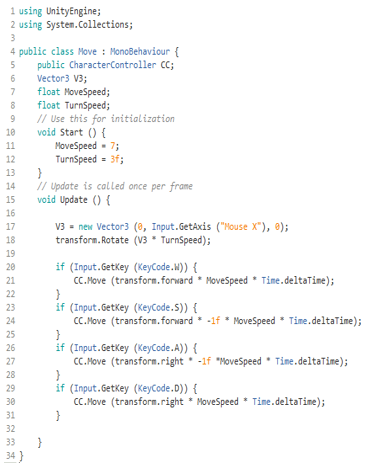 1 using UnityEngine;
2 using System.Collections;
3
4 public class Move : MonoBehaviour {
5     public CharacterController CC;
6     Vector3 V3;
7     float MoveSpeed;
8     float TurnSpeed;
9     // Use this for initialization
10     void Start () {
11         MoveSpeed = 7;
12         TurnSpeed = 3f;
13     }
14     // Update is called once per frame
15     void Update () {
16
17         V3 = new Vector3 (0, Input.GetAxis ("Mouse X"), 0);
18         transform.Rotate (V3 * TurnSpeed);
19
20         if (Input.GetKey (KeyCode.W)) {
21             CC.Move (transform.forward * MoveSpeed * Time.deltaTime);
22         }
23         if (Input.GetKey (KeyCode.S)) {
24             CC.Move (transform.forward * -1f * MoveSpeed * Time.deltaTime);
25         }
26         if (Input.GetKey (KeyCode.A)) {
27             CC.Move (transform.right * -1f *MoveSpeed * Time.deltaTime);
28         }
29         if (Input.GetKey (KeyCode.D)) {
30             CC.Move (transform.right * MoveSpeed * Time.deltaTime);
31         }
32
33     }
34 }